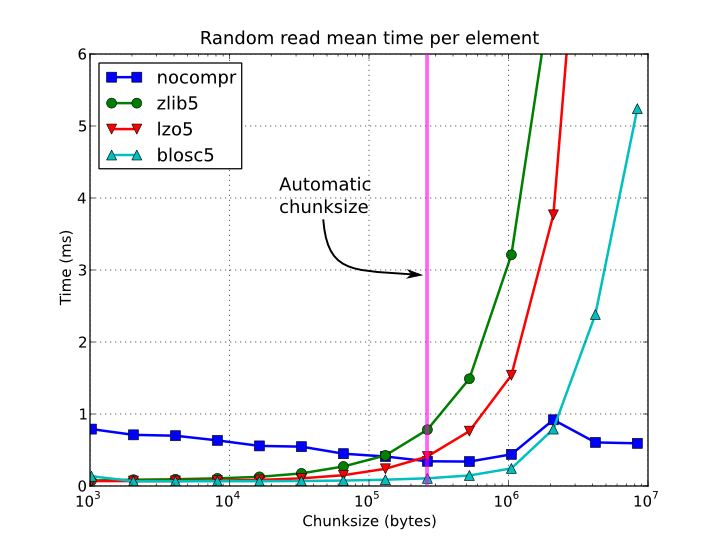 Random read mean time per element
nocompr
zlib5
lzo5
blosc5
Automatic
chunksize
Time (ms)
6
5
4
3
2
1
0
10^3
10^4
10^5
10^6
10^7
Chunksize (bytes)